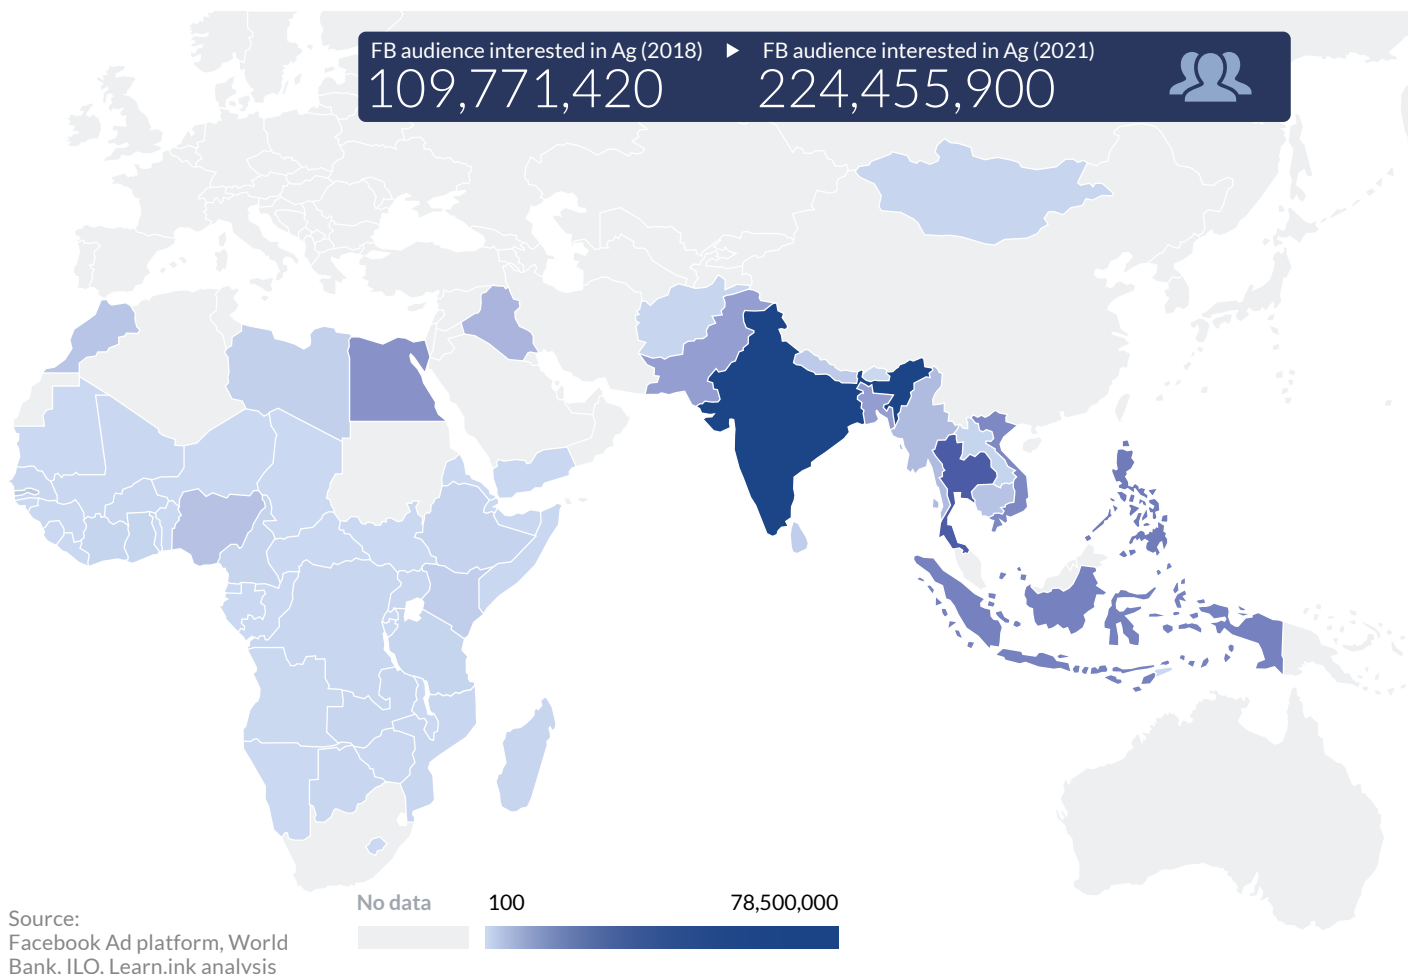 FB audience interested in Ag (2018) ▶ FB audience interested in Ag (2021)
109,771,420 224,455,900
No data 100 78,500,000
Source:
Facebook Ad platform, World
Bank, ILO, Learn.ink analysis